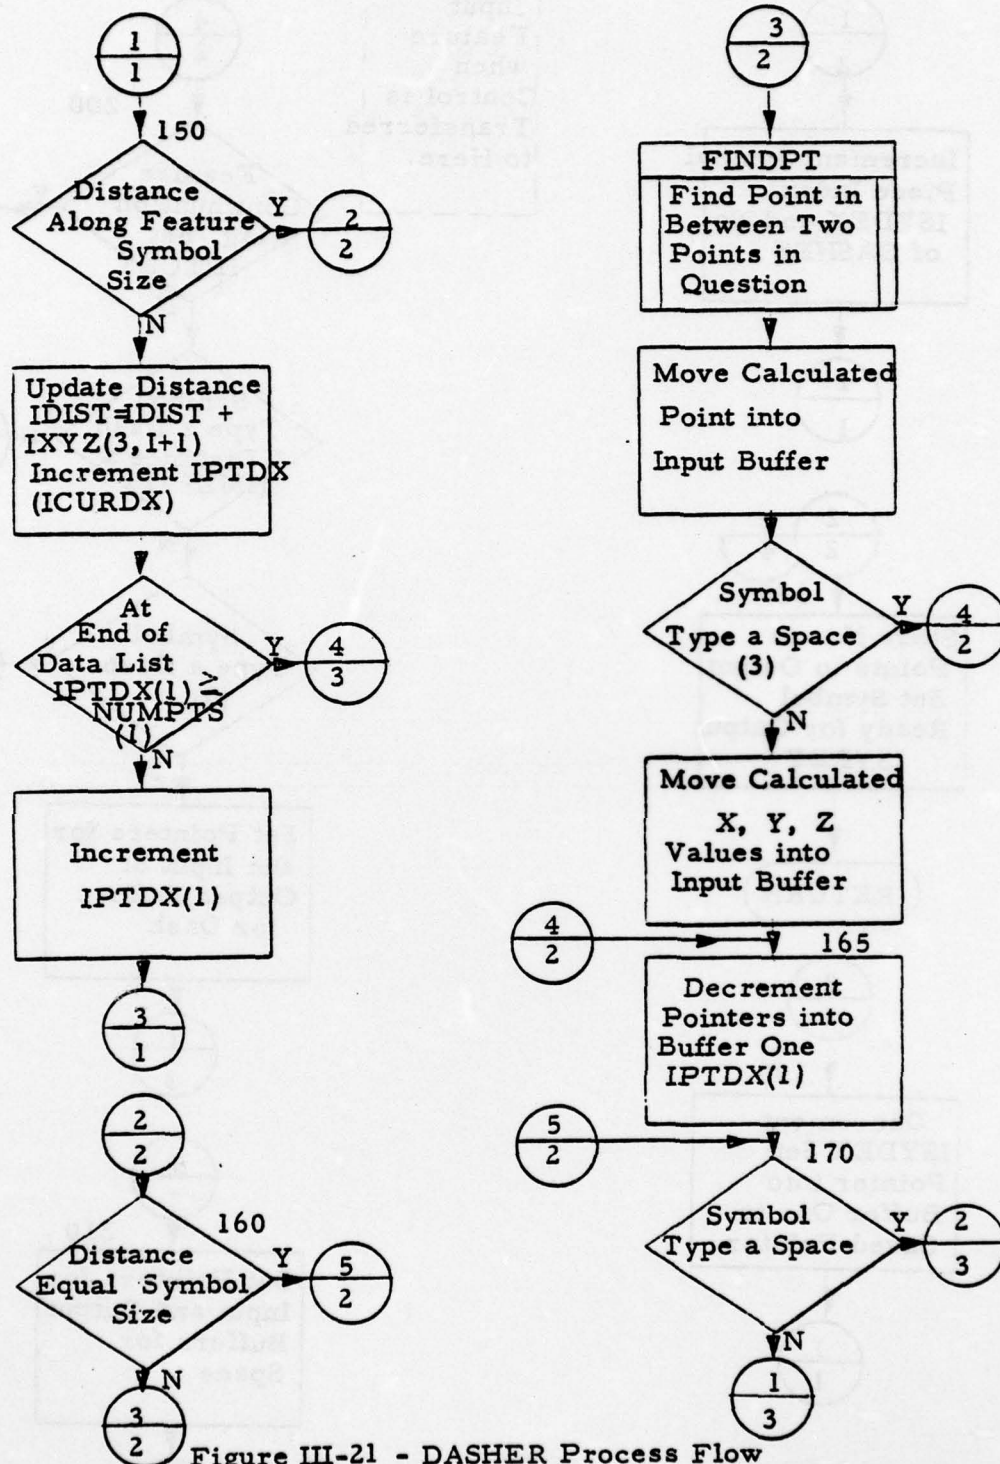 1
1
150
Distance
Along Feature
Symbol
Size
Y
2
2
N
Update Distance
IDIST=IDIST +
IXYZ(3, I+1)
Increment IPTDX
(ICURDX)
At
End of
Data List
IPTDX(1) ≥
NUMPTS
(1)
Y
4
3
N
Increment
IPTDX(1)
3
1
2
2
160
Distance
Equal Symbol
Size
Y
5
2
N
3
2
3
2
FINDPT
Find Point in
Between Two
Points in
Question
Move Calculated
Point into
Input Buffer
Symbol
Type a Space
(3)
Y
4
2
N
Move Calculated
X, Y, Z
Values into
Input Buffer
4
2
165
Decrement
Pointers into
Buffer One
IPTDX(1)
5
2
170
Symbol
Type a Space
Y
2
3
N
1
3
Figure III-21 - DASHER Process Flow